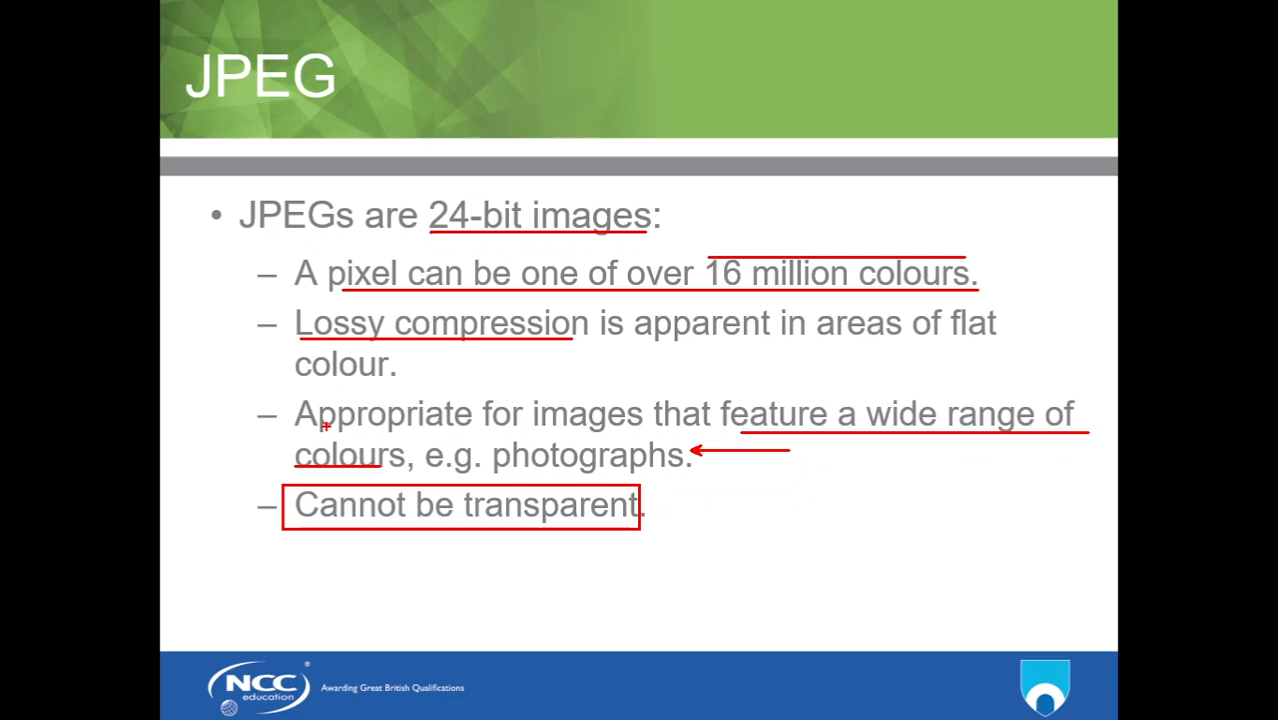 JPEG
• JPEGs are 24-bit images:
– A pixel can be one of over 16 million colours.
– Lossy compression is apparent in areas of flat
colour.
– Appropriate for images that feature a wide range of
colours, e.g. photographs.
– Cannot be transparent.
NCC
education
®
Awarding Great British Qualifications